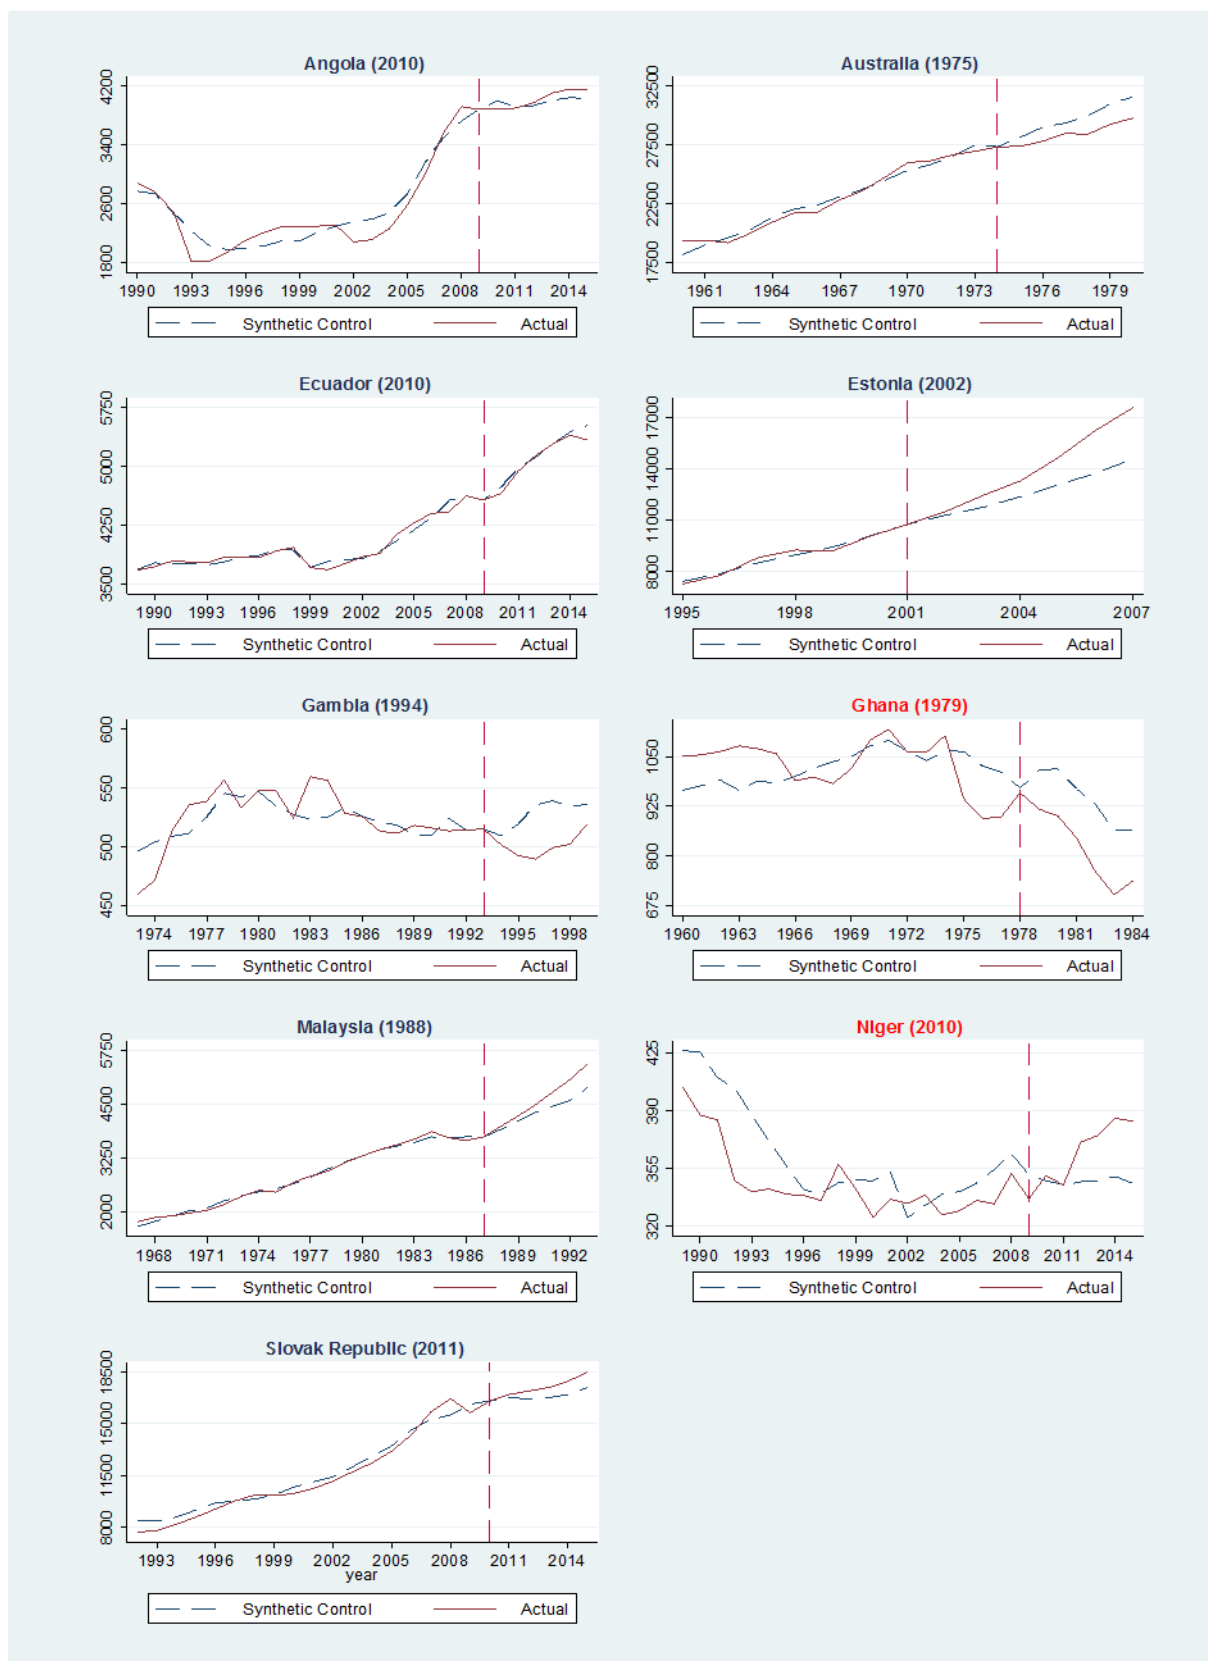 Angola (2010)
4200
3400
2600
1800
1990 1993 1996 1999 2002 2005 2008 2011 2014
Synthetic Control Actual
Australia (1975)
32500
27500
22500
17500
1961 1964 1967 1970 1973 1976 1979
Synthetic Control Actual
Ecuador (2010)
5750
5000
4250
3500
1990 1993 1996 1999 2002 2005 2008 2011 2014
Synthetic Control Actual
Estonia (2002)
17000
14000
11000
8000
1995 1998 2001 2004 2007
Synthetic Control Actual
Gambia (1994)
600
550
500
450
1974 1977 1980 1983 1986 1989 1992 1995 1998
Synthetic Control Actual
Ghana (1979)
1050
925
800
675
1960 1963 1966 1969 1972 1975 1978 1981 1984
Synthetic Control Actual
Malaysia (1988)
5750
4500
3250
2000
1968 1971 1974 1977 1980 1983 1986 1989 1992
Synthetic Control Actual
Niger (2010)
425
390
355
320
1990 1993 1996 1999 2002 2005 2008 2011 2014
Synthetic Control Actual
Slovak Republic (2011)
18500
15000
11500
8000
1993 1996 1999 2002 2005 2008 2011 2014
year
Synthetic Control Actual